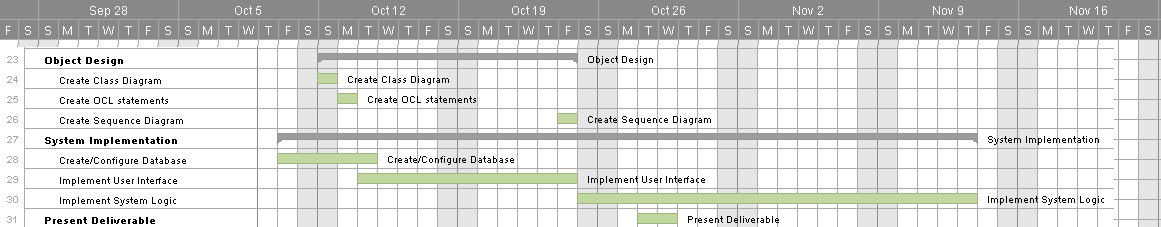 Sep 28 Oct 5 Oct 12 Oct 19 Oct 26 Nov 2 Nov 9 Nov 16
F S S M T W T F S S M T W T F S S M T W T F S S M T W T F S S M T W T F S S M T W T F S S M T W T F S S M T W T F S
23 Object Design Object Design
24 Create Class Diagram Create Class Diagram
25 Create OCL statements Create OCL statements
26 Create Sequence Diagram Create Sequence Diagram
27 System Implementation System Implementation
28 Create/Configure Database Create/Configure Database
29 Implement User Interface Implement User Interface
30 Implement System Logic Implement System Logic
31 Present Deliverable Present Deliverable